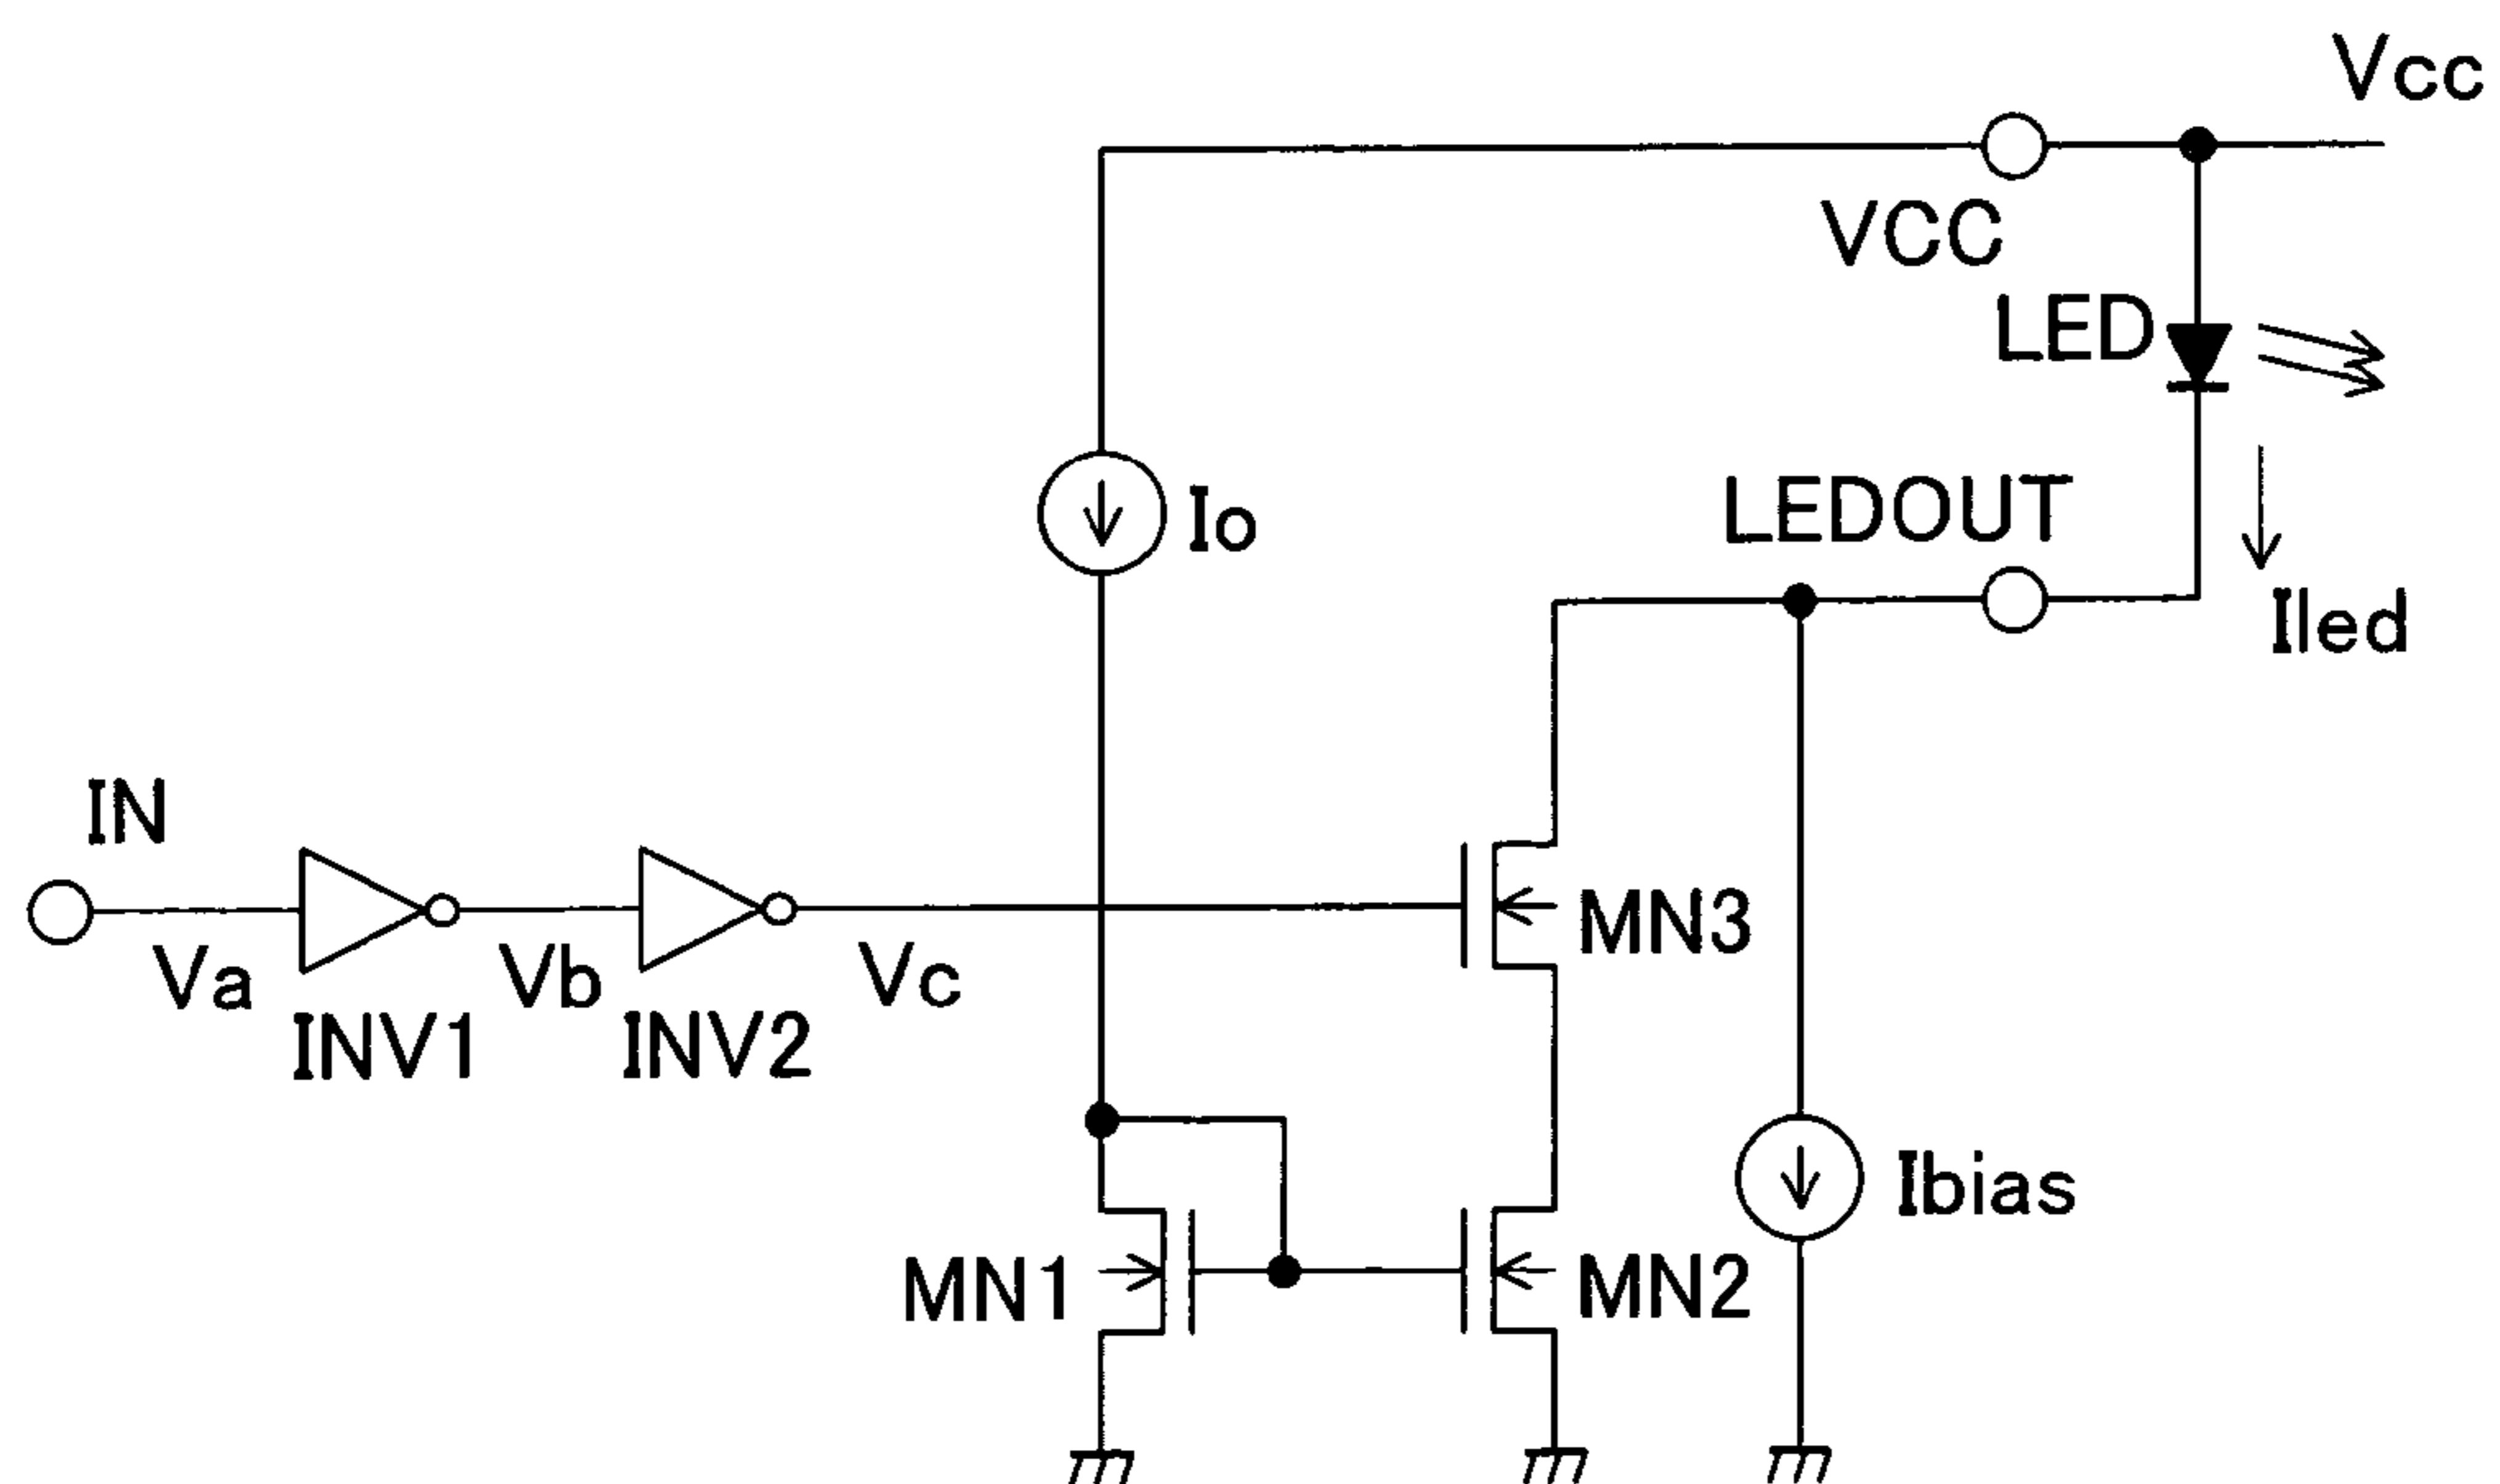 Vcc
VCC
LED
Io
LEDOUT
Iled
IN
MN3
Va
Vb
Vc
INV1
INV2
Ibias
MN1
MN2